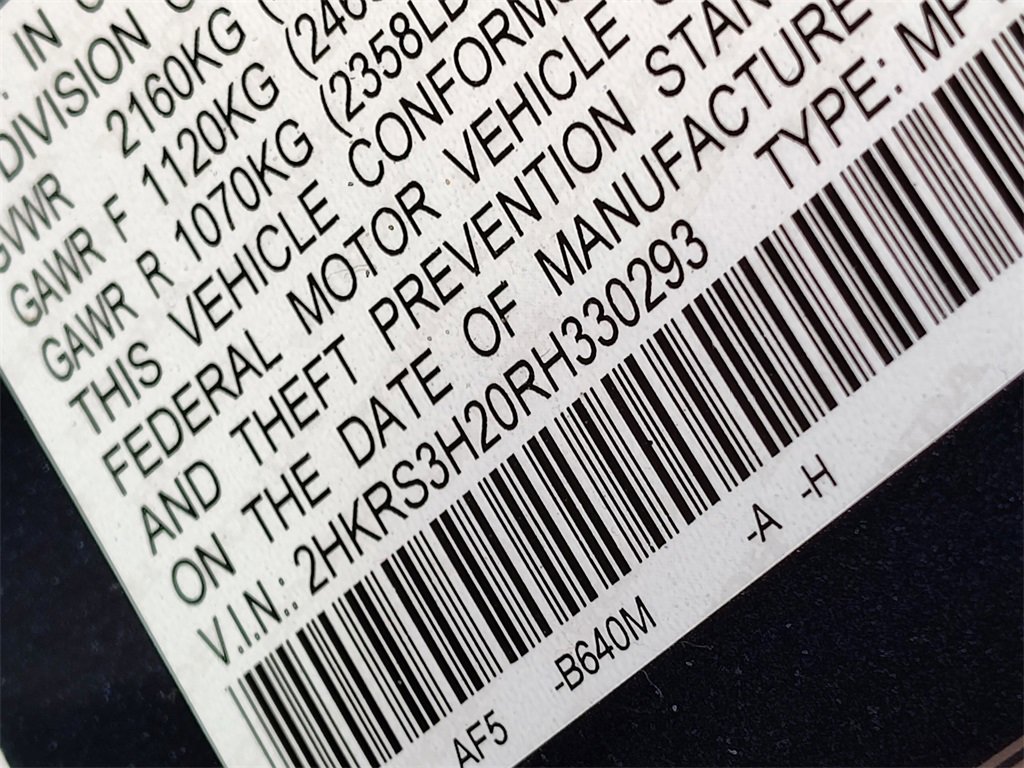 IN
DIVISION
GVWR 2160KG
GAWR F 1120KG
GAWR R 1070KG (2358LB
THIS VEHICLE CONFORM
FEDERAL MOTOR VEHICLE
AND THEFT PREVENTION STAN
ON THE DATE OF MANUFACTURE
V.I.N.: 2HKRS3H20RH330293 TYPE: MP
AF5 -B640M -A -H